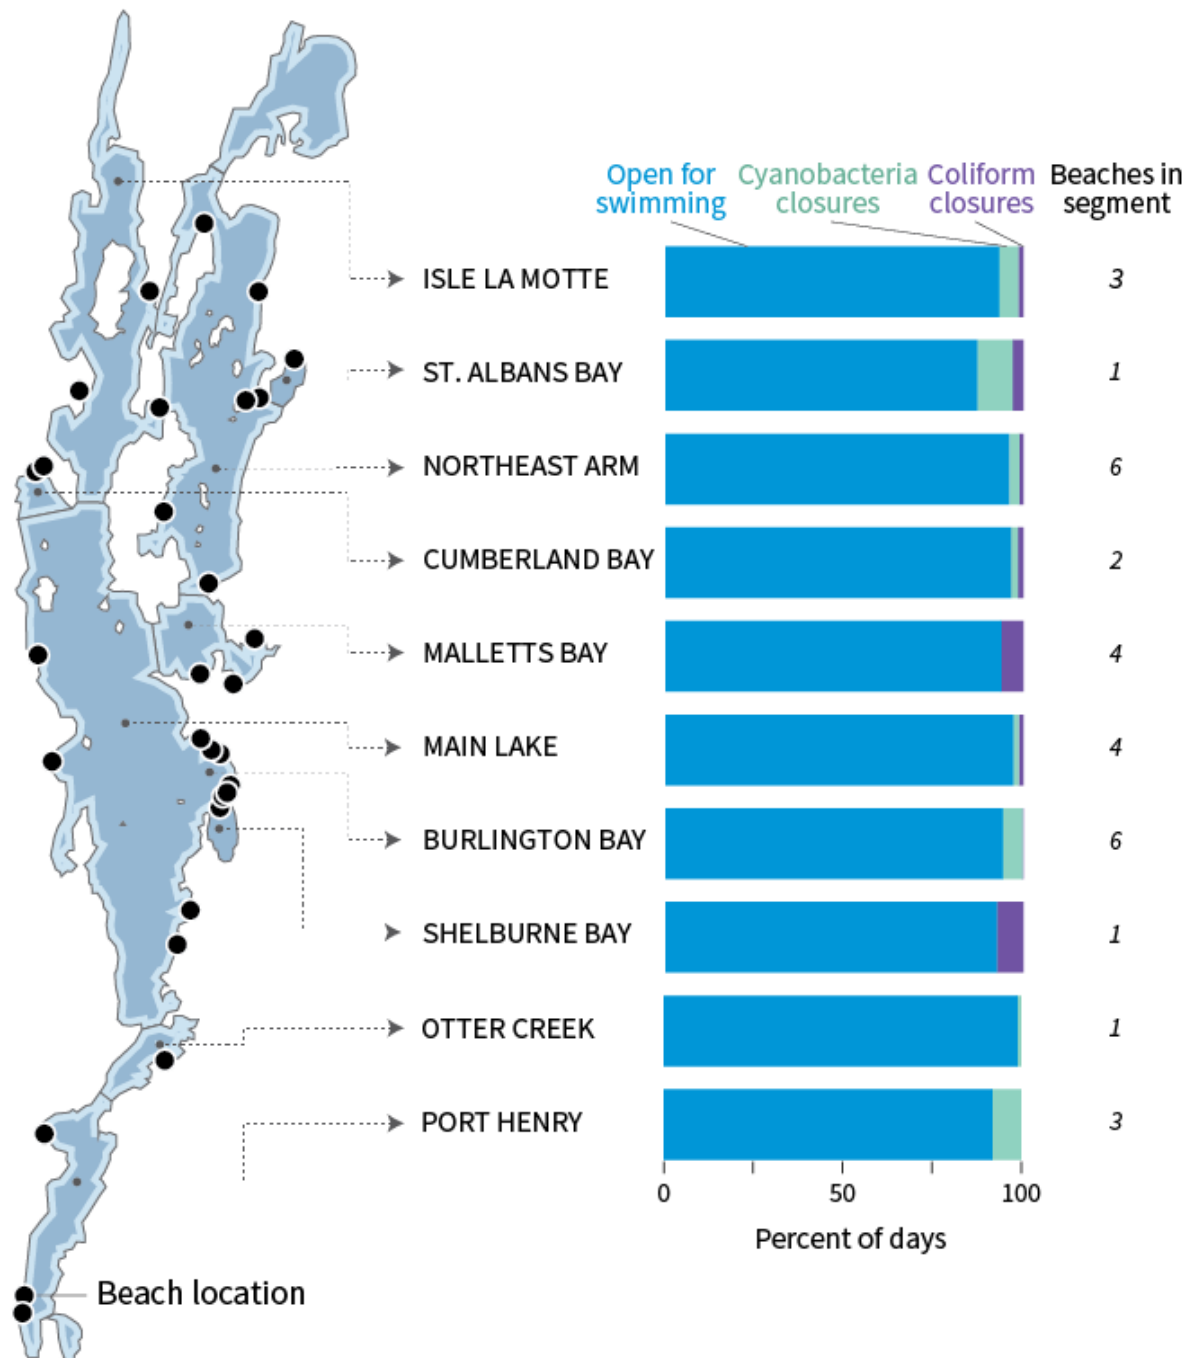 Open for swimming
Cyanobacteria closures
Coliform closures
Beaches in segment
ISLE LA MOTTE 3
ST. ALBANS BAY 1
NORTHEAST ARM 6
CUMBERLAND BAY 2
MALLETTS BAY 4
MAIN LAKE 4
BURLINGTON BAY 6
SHELBURNE BAY 1
OTTER CREEK 1
PORT HENRY 3
0 50 100
Percent of days
Beach location